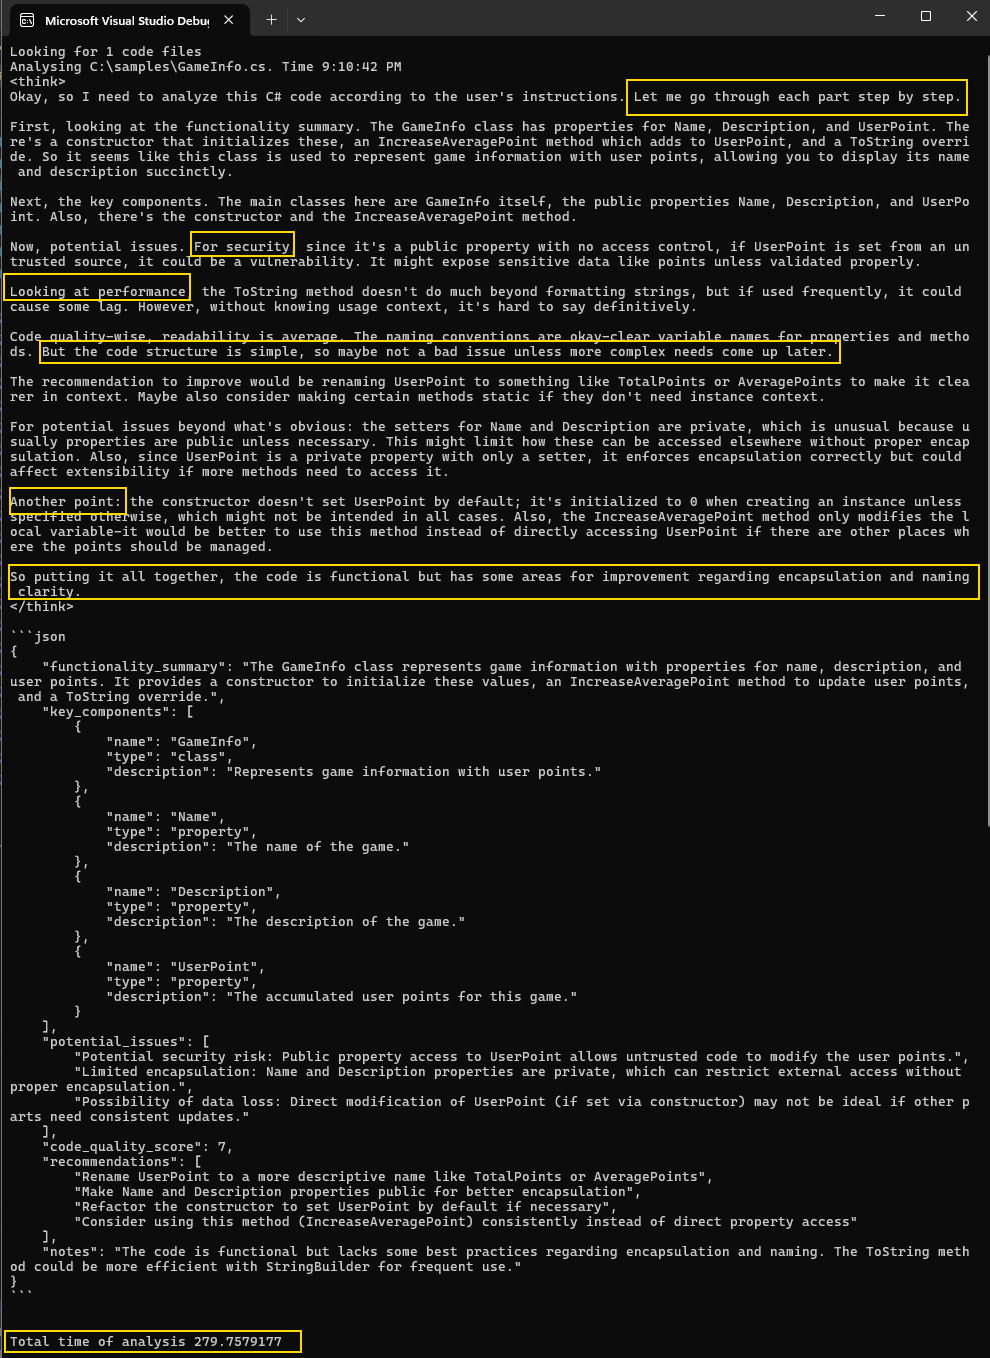 Microsoft Visual Studio Debug
Looking for 1 code files
Analysing C:\samples\GameInfo.cs. Time 9:10:42 PM
<think>
Okay, so I need to analyze this C# code according to the user's instructions. Let me go through each part step by step.

First, looking at the functionality summary. The GameInfo class has properties for Name, Description, and UserPoint. The
re's a constructor that initializes these, an IncreaseAveragePoint method which adds to UserPoint, and a ToString overri
de. So it seems like this class is used to represent game information with user points, allowing you to display its name
 and description succinctly.

Next, the key components. The main classes here are GameInfo itself, the public properties Name, Description, and UserPo
int. Also, there's the constructor and the IncreaseAveragePoint method.

Now, potential issues. For security, since it's a public property with no access control, if UserPoint is set from an un
trusted source, it could be a vulnerability. It might expose sensitive data like points unless validated properly.

Looking at performance, the ToString method doesn't do much beyond formatting strings, but if used frequently, it could 
cause some lag. However, without knowing usage context, it's hard to say definitively.

Code quality-wise, readability is average. The naming conventions are okay-clear variable names for properties and metho
ds. But the code structure is simple, so maybe not a bad issue unless more complex needs come up later.

The recommendation to improve would be renaming UserPoint to something like TotalPoints or AveragePoints to make it clea
rer in context. Maybe also consider making certain methods static if they don't need instance context.

For potential issues beyond what's obvious: the setters for Name and Description are private, which is unusual because u
sually properties are public unless necessary. This might limit how these can be accessed elsewhere without proper encap
sulation. Also, since UserPoint is a private property with only a setter, it enforces encapsulation correctly but could 
affect extensibility if more methods need to access it.

Another point: the constructor doesn't set UserPoint by default; it's initialized to 0 when creating an instance unless 
specified otherwise, which might not be intended in all cases. Also, the IncreaseAveragePoint method only modifies the l
ocal variable-it would be better to use this method instead of directly accessing UserPoint if there are other places wh
ere the points should be managed.

So putting it all together, the code is functional but has some areas for improvement regarding encapsulation and naming
 clarity.
</think>

```json
{
    "functionality_summary": "The GameInfo class represents game information with properties for name, description, and 
user points. It provides a constructor to initialize these values, an IncreaseAveragePoint method to update user points,
 and a ToString override.",
    "key_components": [
        {
            "name": "GameInfo",
            "type": "class",
            "description": "Represents game information with user points."
        },
        {
            "name": "Name",
            "type": "property",
            "description": "The name of the game."
        },
        {
            "name": "Description",
            "type": "property",
            "description": "The description of the game."
        },
        {
            "name": "UserPoint",
            "type": "property",
            "description": "The accumulated user points for this game."
        }
    ],
    "potential_issues": [
        "Potential security risk: Public property access to UserPoint allows untrusted code to modify the user points.",
        "Limited encapsulation: Name and Description properties are private, which can restrict external access without 
proper encapsulation.",
        "Possibility of data loss: Direct modification of UserPoint (if set via constructor) may not be ideal if other p
arts need consistent updates."
    ],
    "code_quality_score": 7,
    "recommendations": [
        "Rename UserPoint to a more descriptive name like TotalPoints or AveragePoints",
        "Make Name and Description properties public for better encapsulation",
        "Refactor the constructor to set UserPoint by default if necessary",
        "Consider using this method (IncreaseAveragePoint) consistently instead of direct property access"
    ],
    "notes": "The code is functional but lacks some best practices regarding encapsulation and naming. The ToString meth
od could be more efficient with StringBuilder for frequent use."
}
```

Total time of analysis 279.7579177